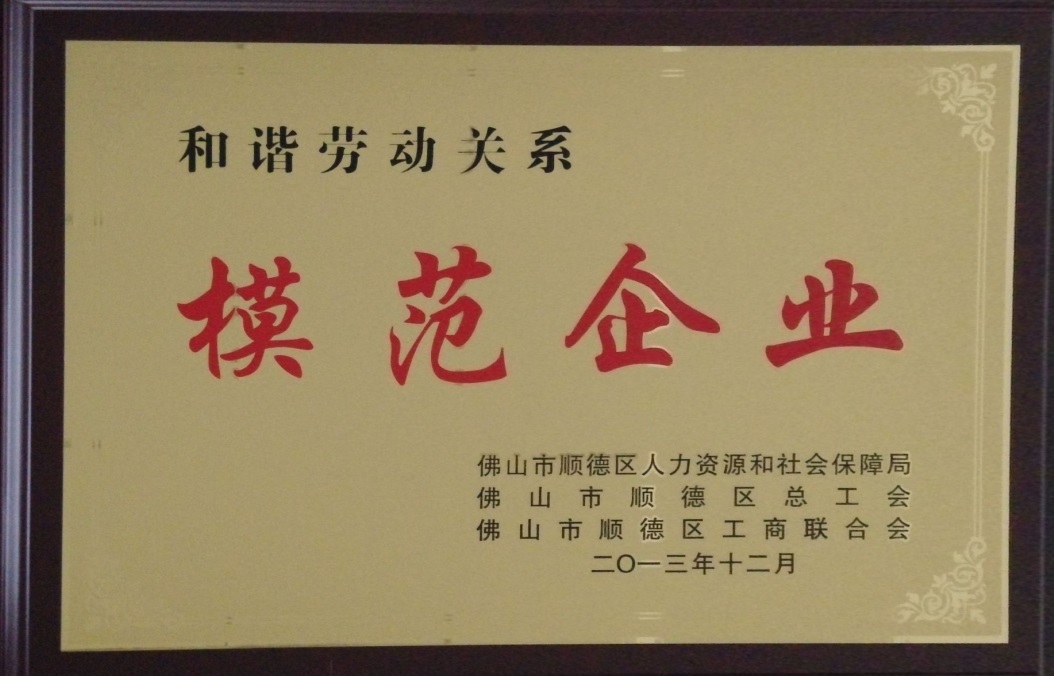 和谐劳动关系
模范企业
佛山市顺德区人力资源和社会保障局
佛山市顺德区总工会
佛山市顺德区工商联合会
二〇一三年十二月